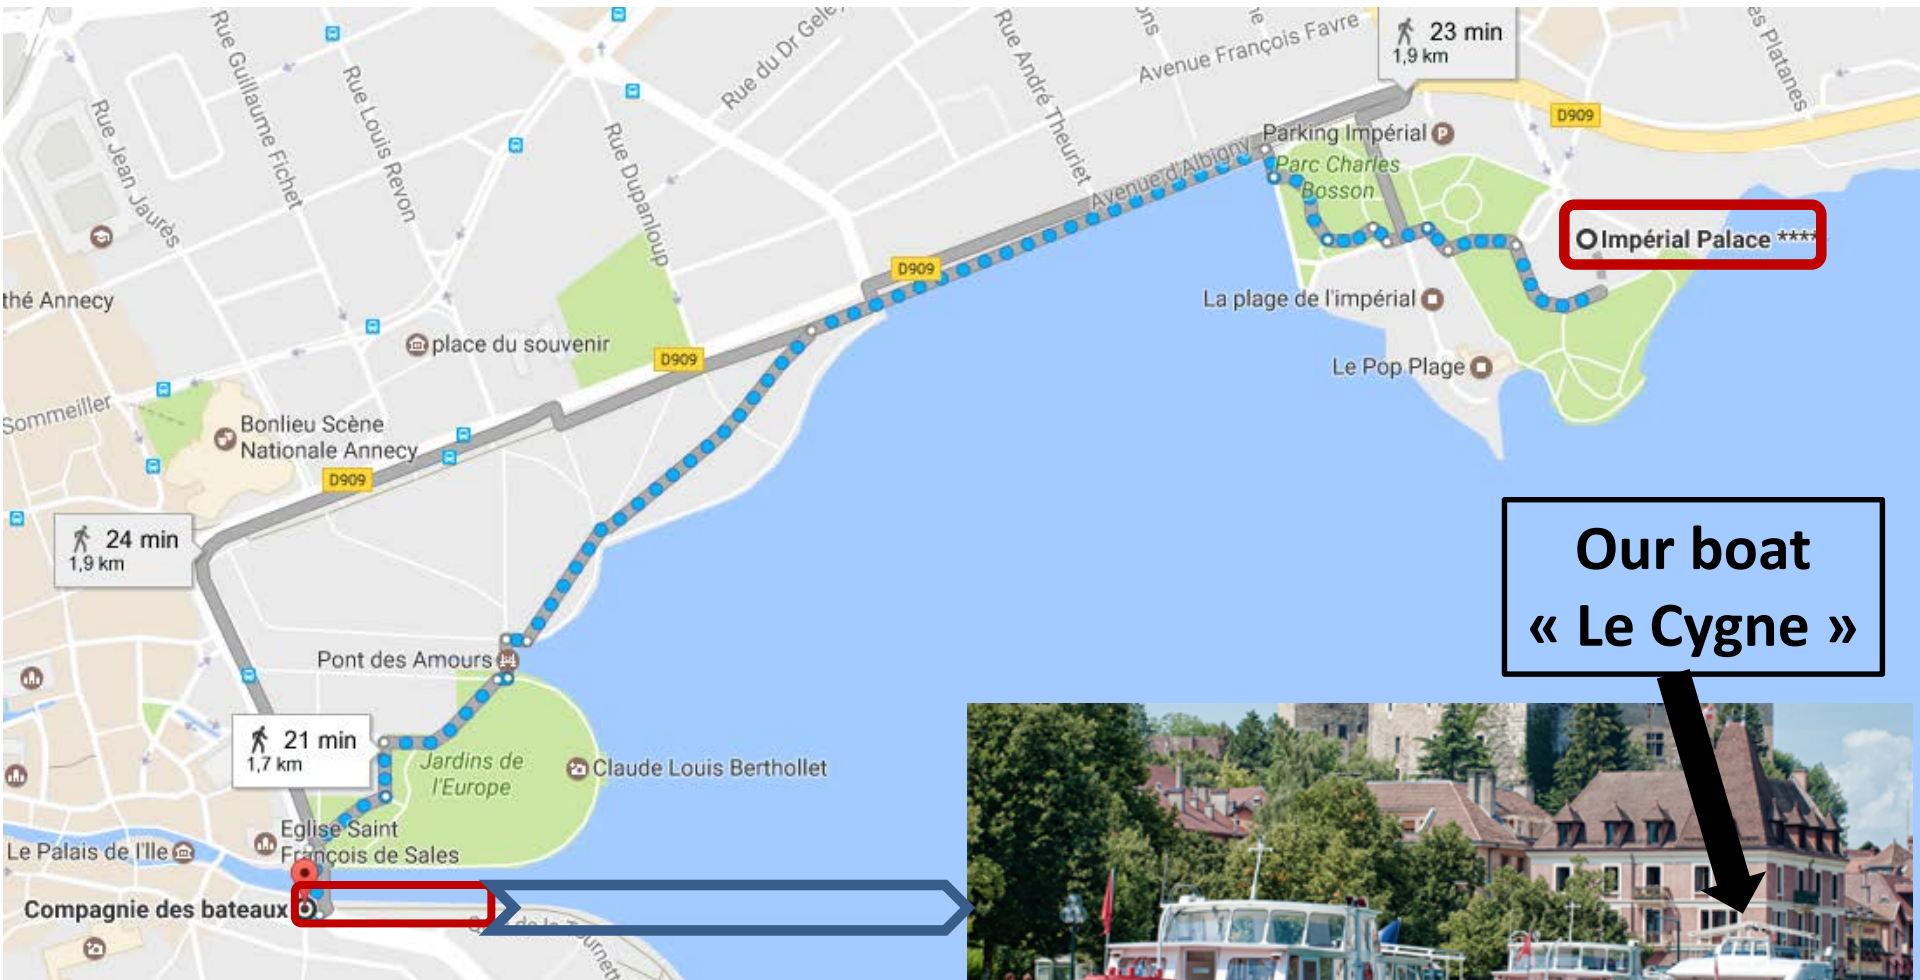 23 min
1,9 km
Avenue François Favre
Rue du Dr
Rue Guillaume Fichet
Rue Louis Revon
Rue André Theuriet
Platanes
Rue Jean Jaurès
Rue Dupanloup
D909
Parking Impérial
Parc Charles
Bosson
Avenue d'Albigny
Impérial Palace ****
D909
thé Annecy
La plage de l'impérial
place du souvenir
D909
Le Pop Plage
Sommeiller
Bonlieu Scène
Nationale Annecy
D909
24 min
1,9 km
Our boat
« Le Cygne »
Pont des Amours
21 min
1,7 km
Jardins de
l'Europe
Claude Louis Berthollet
Eglise Saint
François de Sales
Le Palais de l'Ile
Compagnie des bateaux
de la Tournet